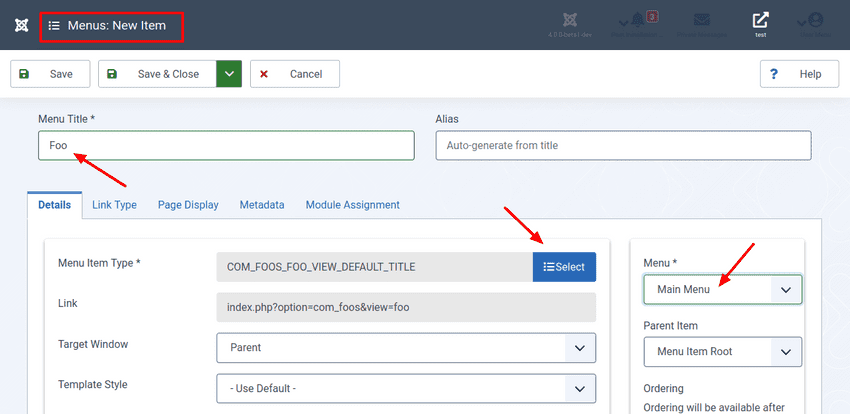 Menus: New Item
4.0.0-beta1-dev
3
test
Save
Save & Close
Cancel
? Help
Menu Title *
Alias
Foo
Auto-generate from title
Details
Link Type
Page Display
Metadata
Module Assignment
Menu Item Type *
COM_FOOS_FOO_VIEW_DEFAULT_TITLE
Select
Menu *
Main Menu
Link
index.php?option=com_foos&view=foo
Parent Item
Target Window
Parent
Menu Item Root
Template Style
- Use Default -
Ordering
Ordering will be available after